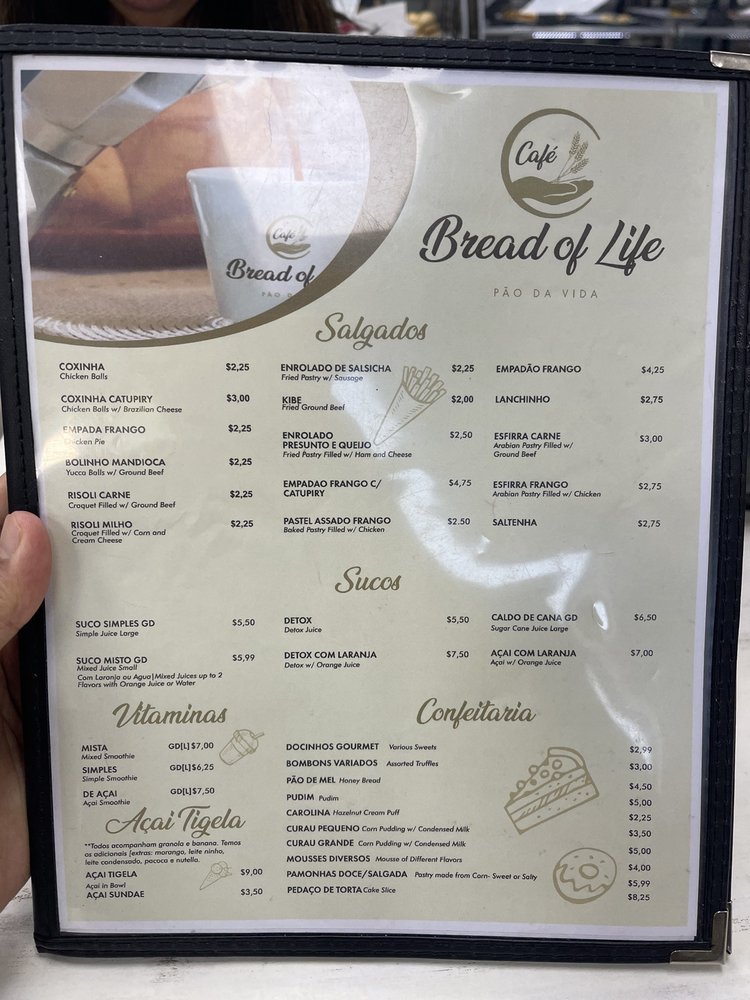 Café
Bread of
PÃO D
Café
Bread of Life
PÃO DA VIDA
Salgados
COXINHA $2,25
Chicken Balls
COXINHA CATUPIRY $3,00
Chicken Balls w/ Brazilian Cheese
EMPADA FRANGO $2,25
Chicken Pie
BOLINHO MANDIOCA $2,25
Yucca Balls w/ Ground Beef
RISOLI CARNE $2,25
Croquet Filled w/ Ground Beef
RISOLI MILHO $2,25
Croquet Filled w/ Corn and
Cream Cheese
ENROLADO DE SALSICHA $2,25
Fried Pastry w/ Sausage
KIBE $2,00
Fried Ground Beef
ENROLADO $2,50
PRESUNTO E QUEIJO
Fried Pastry Filled w/ Ham and Cheese
EMPADAO FRANGO C/ $4,75
CATUPIRY
PASTEL ASSADO FRANGO $2.50
Baked Pastry Filled w/ Chicken
EMPADÃO FRANGO $4,25
LANCHINHO $2,75
ESFIRRA CARNE $3,00
Arabian Pastry Filled w/
Ground Beef
ESFIRRA FRANGO $2,75
Arabian Pastry Filled w/ Chicken
SALTENHA $2,75
Sucos
SUCO SIMPLES GD $5,50
Simple Juice Large
SUCO MISTO GD $5,99
Mixed Juice Small
Com Laranja ou Agua|Mixed Juices up to 2
Flavors with Orange Juice or Water
DETOX $5,50
Detox Juice
DETOX COM LARANJA $7,50
Detox w/ Orange Juice
CALDO DE CANA GD $6,50
Sugar Cane Juice Large
AÇAI COM LARANJA $7,00
Açai w/ Orange Juice
Vitaminas
MISTA GD[L]$7,00
Mixed Smoothie
SIMPLES GD[L]$6,25
Simple Smoothie
DE AÇAI GD[L]$7,50
Açai Smoothie
Açai Tigela
**Todos acompanham granola e banana. Temos
os adicionais [extras: morango, leite ninho,
leite condensado, pacoca e nutella.
AÇAI TIGELA $9,00
Açai in Bowl
AÇAI SUNDAE $3,50
Confeitaria
DOCINHOS GOURMET Various Sweets $2,99
BOMBONS VARIADOS Assorted Truffles $3,00
PÃO DE MEL Honey Bread $4,50
PUDIM Pudim $5,00
CAROLINA Hazelnut Cream Puff $2,25
CURAU PEQUENO Corn Pudding w/ Condensed Milk $3,50
CURAU GRANDE Corn Pudding w/ Condensed Milk $5,00
MOUSSES DIVERSOS Mousse of Different Flavors $4,00
PAMONHAS DOCE/SALGADA Pastry made from Corn- Sweet or Salty $5,99
PEDAÇO DE TORTA Cake Slice $8,25